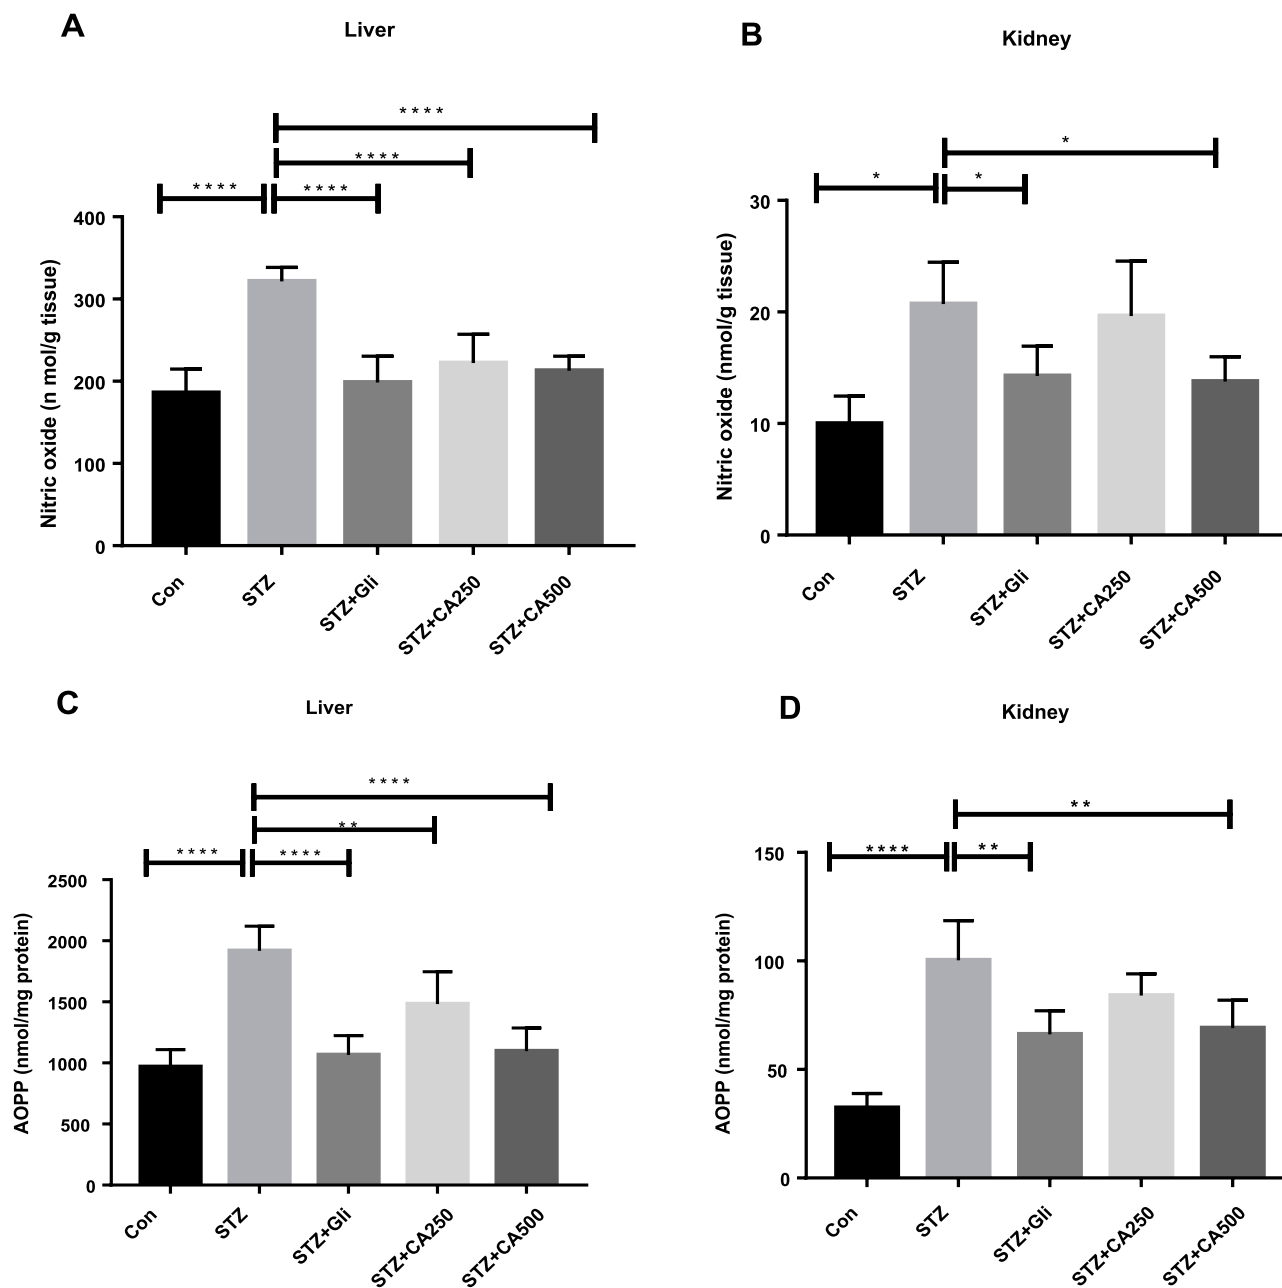 A
Liver
****
****
**** ****
Nitric oxide (n mol/g tissue)
400
300
200
100
0
Con
STZ
STZ+Gli
STZ+CA250
STZ+CA500
B
Kidney
*
* *
Nitric oxide (nmol/g tissue)
30
20
10
0
Con
STZ
STZ+Gli
STZ+CA250
STZ+CA500
C
Liver
****
**
**** ****
AOPP (nmol/mg protein)
2500
2000
1500
1000
500
0
Con
STZ
STZ+Gli
STZ+CA250
STZ+CA500
D
Kidney
**
**** **
AOPP (nmol/mg protein)
150
100
50
0
Con
STZ
STZ+Gli
STZ+CA250
STZ+CA500